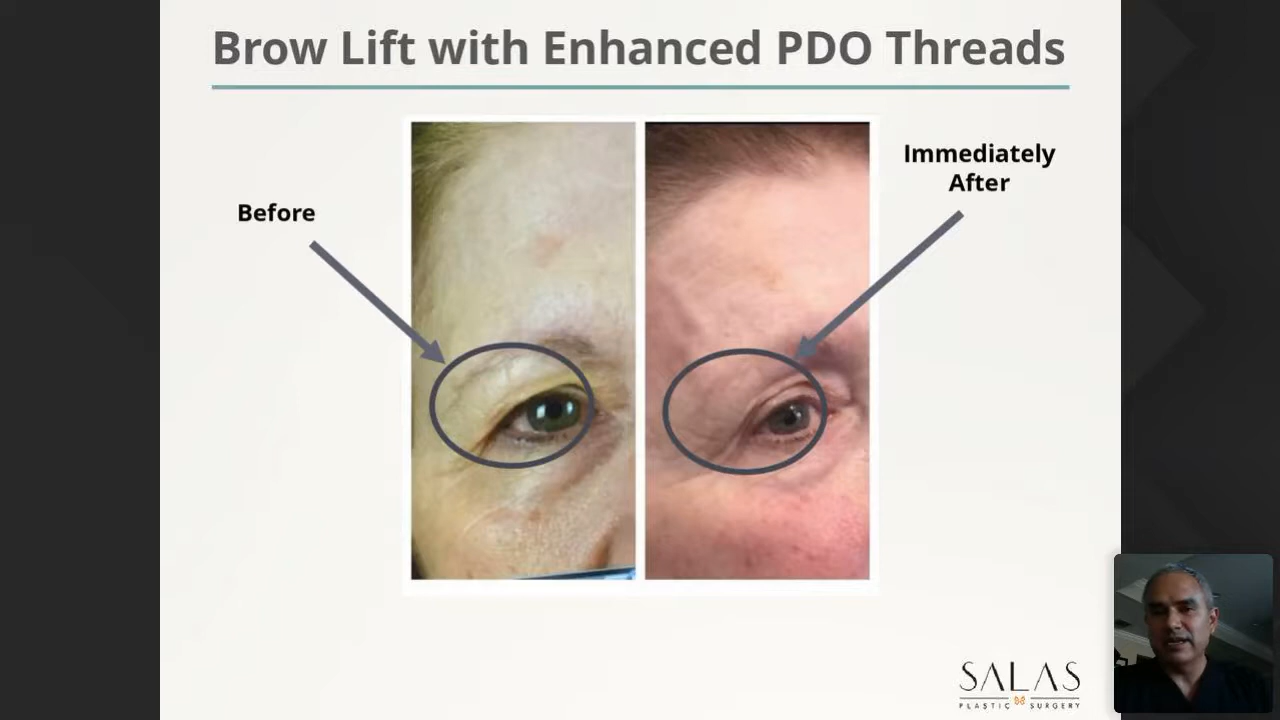 Brow Lift with Enhanced PDO Threads
Immediately
After
Before
SALAS
PLASTIC SURGERY